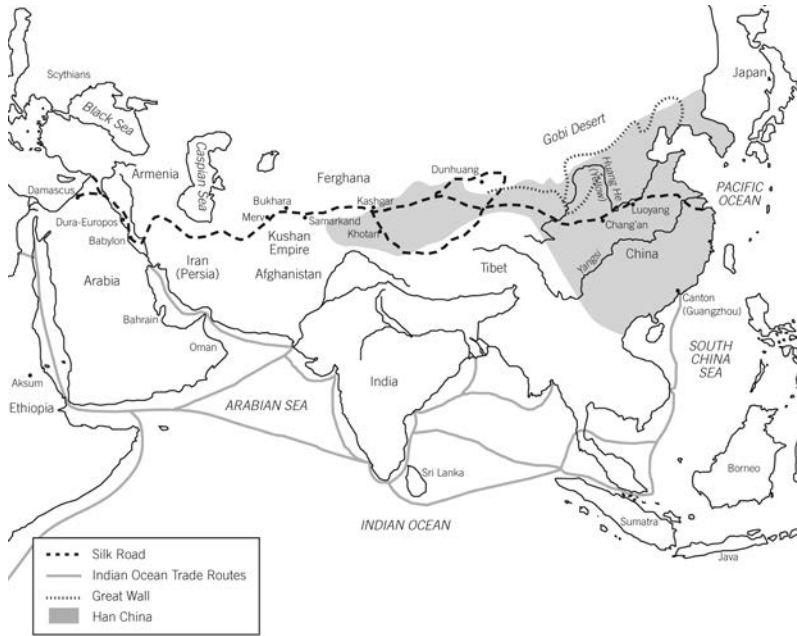 Japan
Scythians
Black Sea
Gobi Desert
Armenia
Caspian Sea
Ferghana
Dunhuang
Huang He
(Yellow)
PACIFIC
OCEAN
Damascus
Bukhara
Kashgar
Dura-Europos
Merv
Samarkand
Luoyang
Babylon
Kushan
Empire
Khotan
Chang'an
Iran
(Persia)
Yangsi
China
Arabia
Afghanistan
Tibet
Bahrain
Canton
(Guangzhou)
Oman
SOUTH
CHINA
SEA
Aksum
India
Ethiopia
ARABIAN SEA
Sri Lanka
Borneo
INDIAN OCEAN
Sumatra
Java
Silk Road
Indian Ocean Trade Routes
Great Wall
Han China